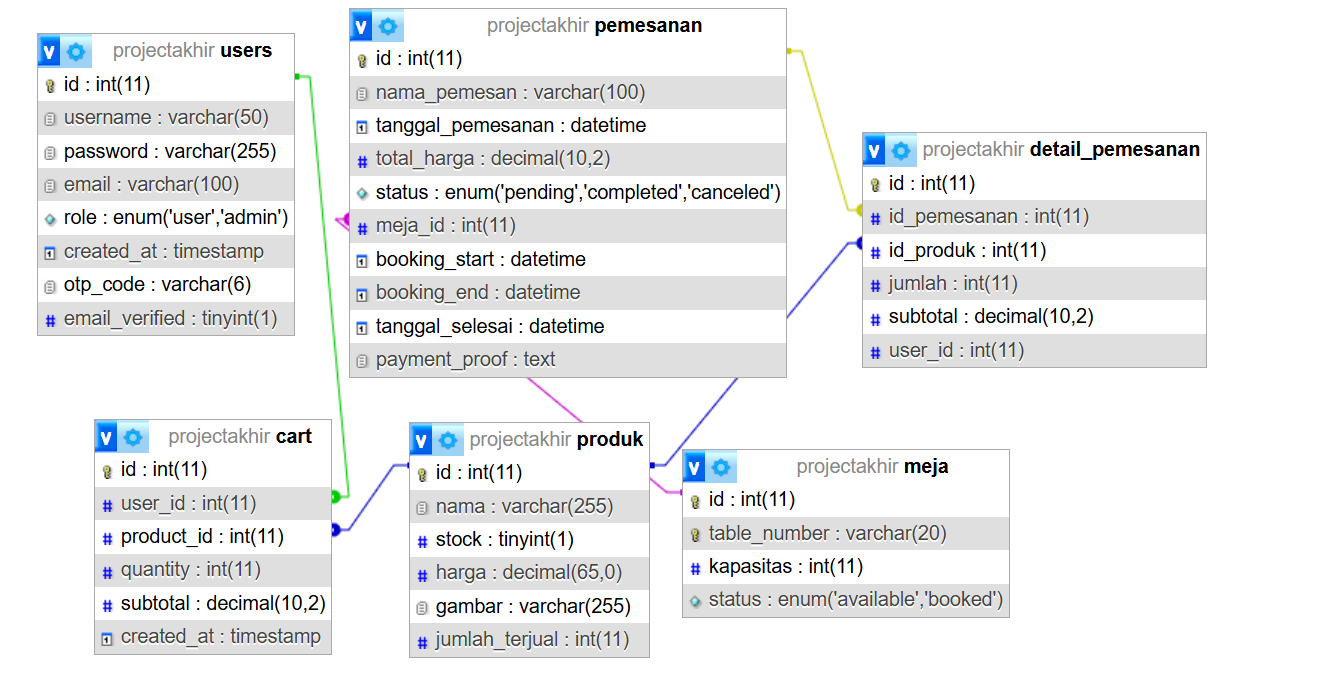 projectakhir users
id : int(11)
username : varchar(50)
password : varchar(255)
email : varchar(100)
role : enum('user','admin')
created_at : timestamp
otp_code : varchar(6)
email_verified : tinyint(1)
projectakhir pemesanan
id : int(11)
nama_pemesan : varchar(100)
tanggal_pemesanan : datetime
total_harga : decimal(10,2)
status : enum('pending','completed','canceled')
meja_id : int(11)
booking_start : datetime
booking_end : datetime
tanggal_selesai : datetime
payment_proof : text
projectakhir detail_pemesanan
id : int(11)
id_pemesanan : int(11)
id_produk : int(11)
jumlah : int(11)
subtotal : decimal(10,2)
user_id : int(11)
projectakhir cart
id : int(11)
user_id : int(11)
product_id : int(11)
quantity : int(11)
subtotal : decimal(10,2)
created_at : timestamp
projectakhir produk
id : int(11)
nama : varchar(255)
stock : tinyint(1)
harga : decimal(65,0)
gambar : varchar(255)
jumlah_terjual : int(11)
projectakhir meja
id : int(11)
table_number : varchar(20)
kapasitas : int(11)
status : enum('available','booked')